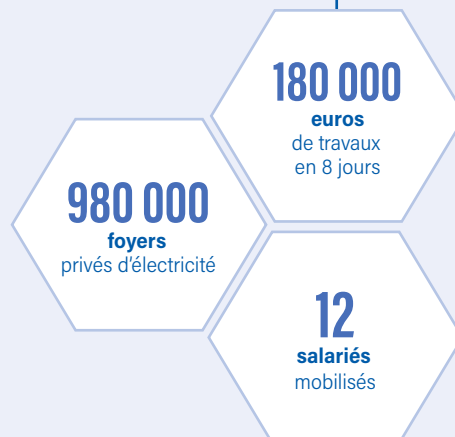 180 000
euros
de travaux
en 8 jours
980 000
foyers
privés d'électricité
12
salariés
mobilisés